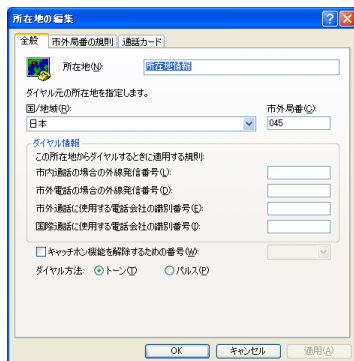 所在地の編集
全般 市外局番の規則 通話カード
所在地(N): 所在地情報
ダイヤル元の所在地を指定します。
国/地域(R): 市外局番(C):
日本 045
ダイヤル情報
この所在地からダイヤルするときに適用する規則:
市内通話の場合の外線発信番号(L):
市外電話の場合の外線発信番号(D):
市外通話に使用する電話会社の識別番号(E):
国際通話に使用する電話会社の識別番号(I):
キャッチホン機能を解除するための番号(W):
ダイヤル方法: トーン(T) パルス(P)
OK キャンセル 適用(A)